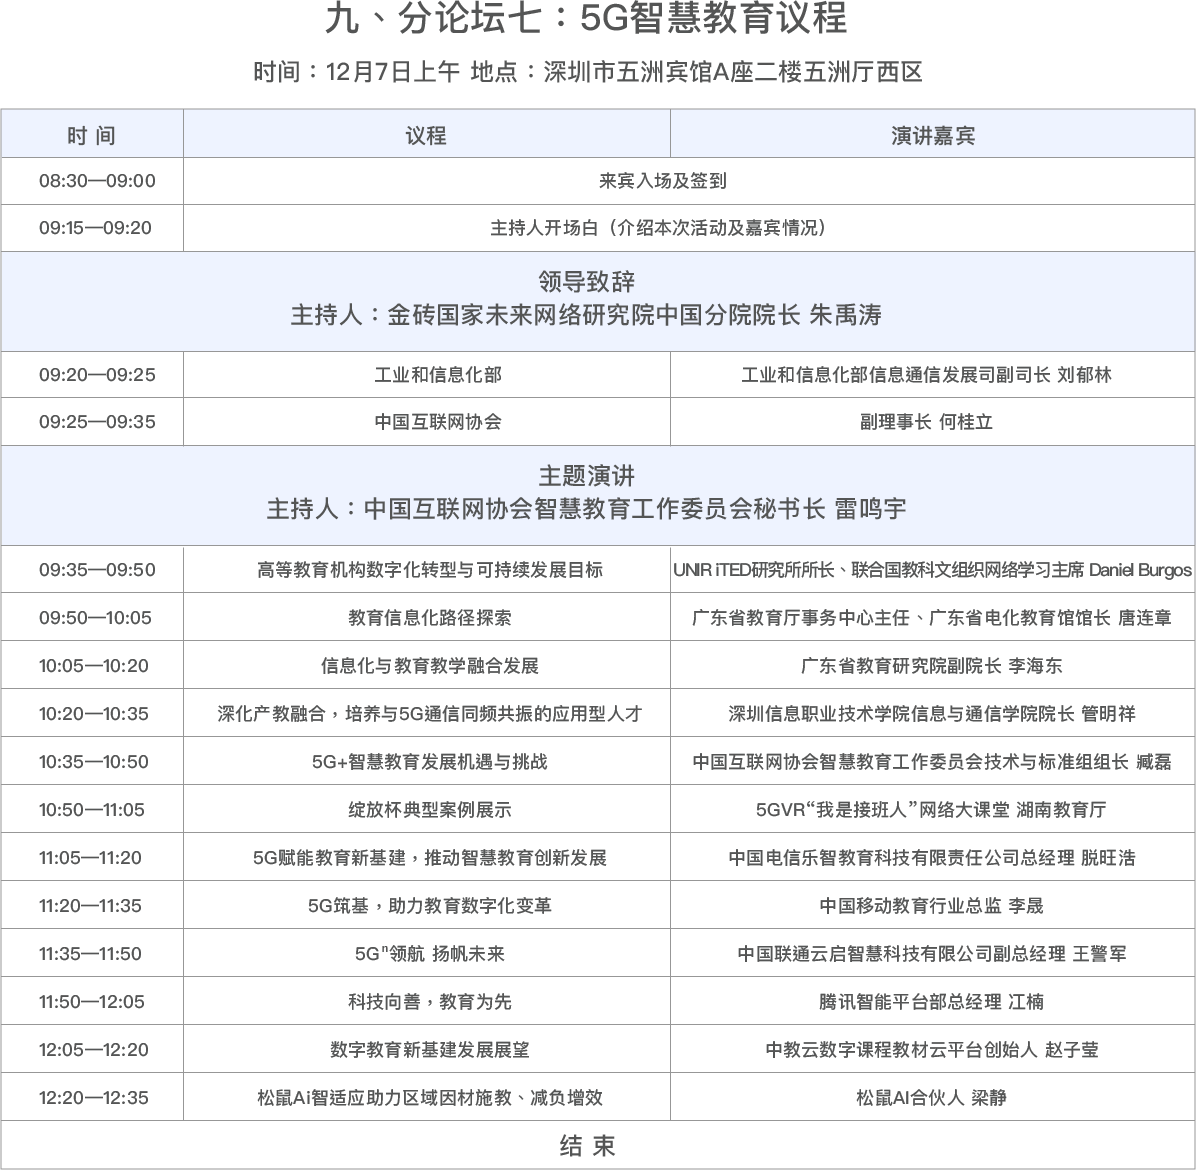 九、分论坛七：5G智慧教育议程
时间：12月7日上午 地点：深圳市五洲宾馆A座二楼五洲厅西区
时 间 议程 演讲嘉宾
08:30—09:00 来宾入场及签到
09:15—09:20 主持人开场白（介绍本次活动及嘉宾情况）
领导致辞
主持人：金砖国家未来网络研究院中国分院院长 朱禹涛
09:20—09:25 工业和信息化部 工业和信息化部信息通信发展司副司长 刘郁林
09:25—09:35 中国互联网协会 副理事长 何桂立
主题演讲
主持人：中国互联网协会智慧教育工作委员会秘书长 雷鸣宇
09:35—09:50 高等教育机构数字化转型与可持续发展目标 UNIR iTED研究所所长、联合国教科文组织网络学习主席 Daniel Burgos
09:50—10:05 教育信息化路径探索 广东省教育厅事务中心主任、广东省电化教育馆馆长 唐连章
10:05—10:20 信息化与教育教学融合发展 广东省教育研究院副院长 李海东
10:20—10:35 深化产教融合，培养与5G通信同频共振的应用型人才 深圳信息职业技术学院信息与通信学院院长 管明祥
10:35—10:50 5G+智慧教育发展机遇与挑战 中国互联网协会智慧教育工作委员会技术与标准组组长 臧磊
10:50—11:05 绽放杯典型案例展示 5GVR“我是接班人”网络大课堂 湖南教育厅
11:05—11:20 5G赋能教育新基建，推动智慧教育创新发展 中国电信乐智教育科技有限责任公司总经理 脱旺浩
11:20—11:35 5G筑基，助力教育数字化变革 中国移动教育行业总监 李晟
11:35—11:50 5Gⁿ领航 扬帆未来 中国联通云启智慧科技有限公司副总经理 王警军
11:50—12:05 科技向善，教育为先 腾讯智能平台部总经理 冮楠
12:05—12:20 数字教育新基建发展展望 中教云数字课程教材云平台创始人 赵子莹
12:20—12:35 松鼠Ai智适应助力区域因材施教、减负增效 松鼠AI合伙人 梁静
结 束